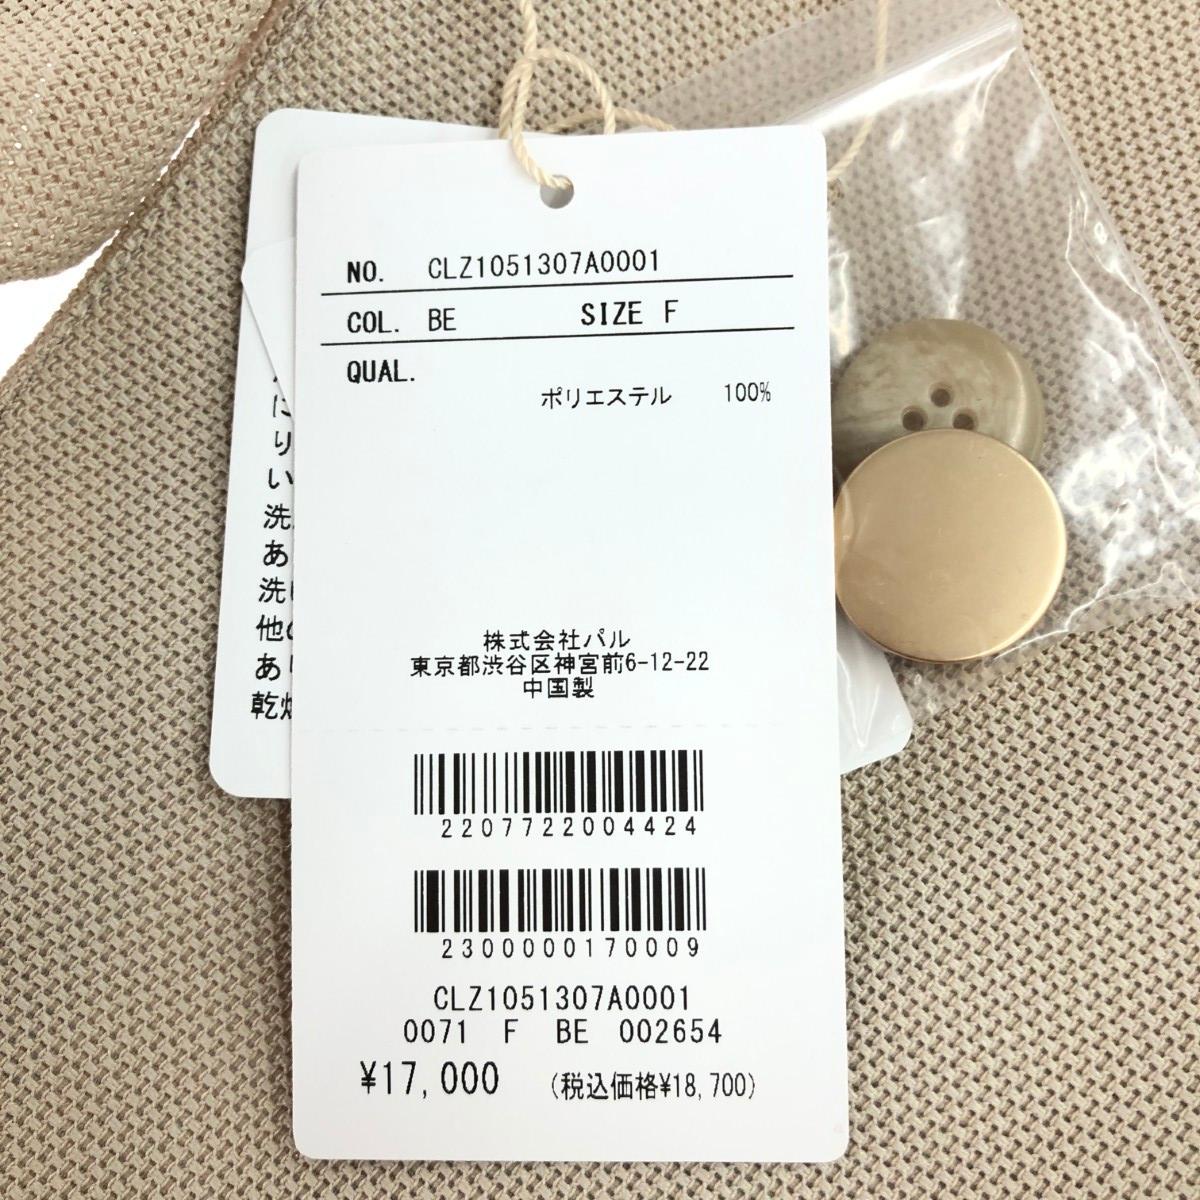 NO. CLZ1051307A0001
COL. BE SIZE F
QUAL.
ポリエステル 100%
株式会社パル
東京都渋谷区神宮前6-12-22
中国製
2207722004424
2300000170009
CLZ1051307A0001
0071 F BE 002654
¥17,000 (税込価格¥18,700)
に
り
い
洗
あ
洗
他
あ
乾